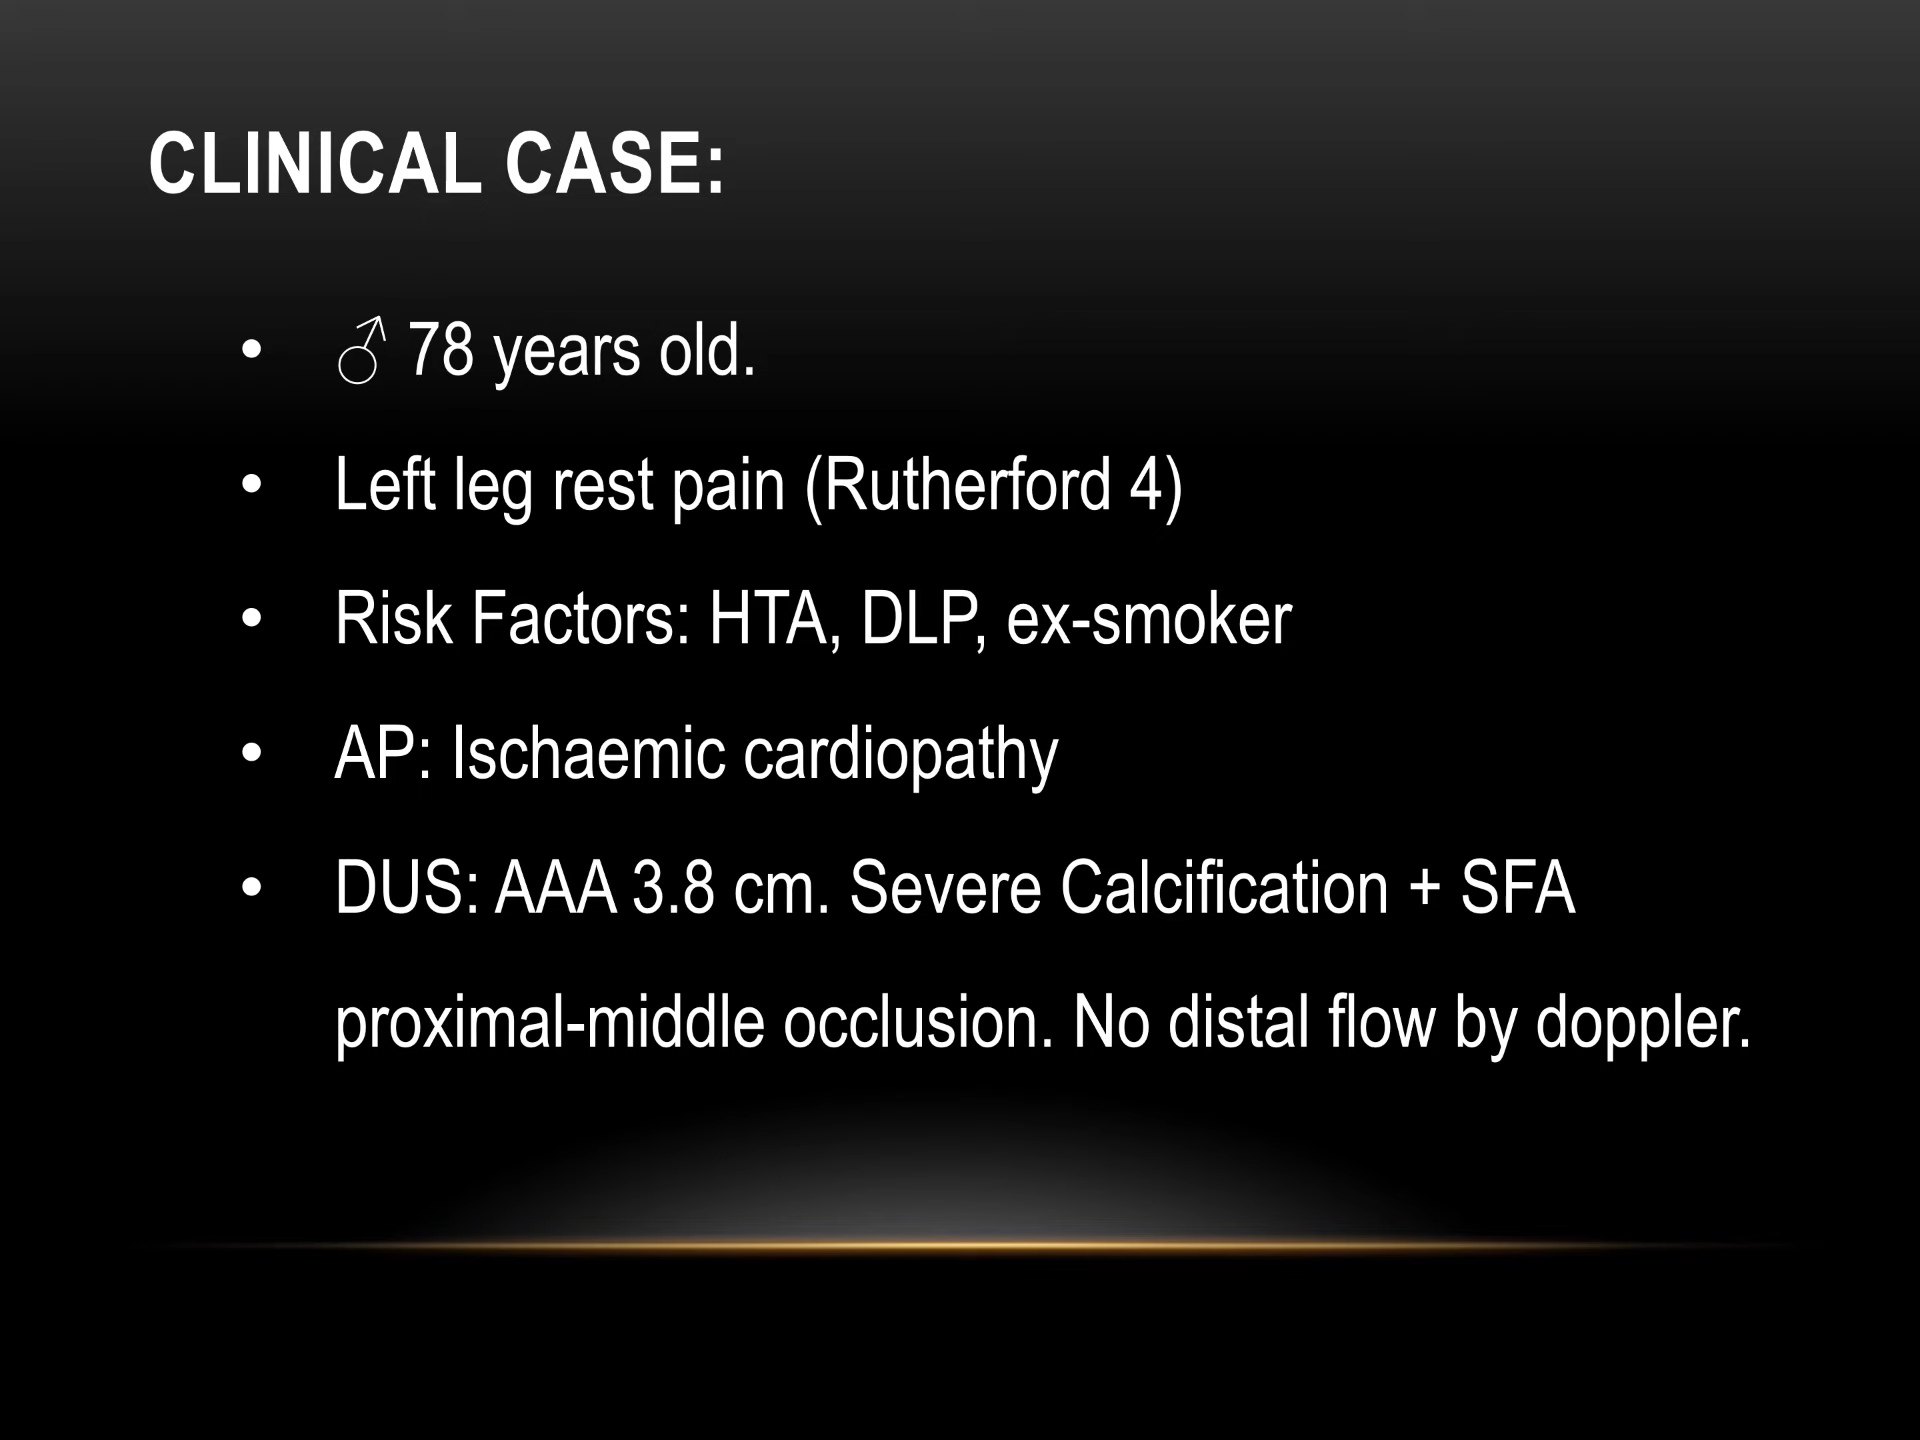 CLINICAL CASE:
• ♂ 78 years old.
• Left leg rest pain (Rutherford 4)
• Risk Factors: HTA, DLP, ex-smoker
• AP: Ischaemic cardiopathy
• DUS: AAA 3.8 cm. Severe Calcification + SFA
proximal-middle occlusion. No distal flow by doppler.